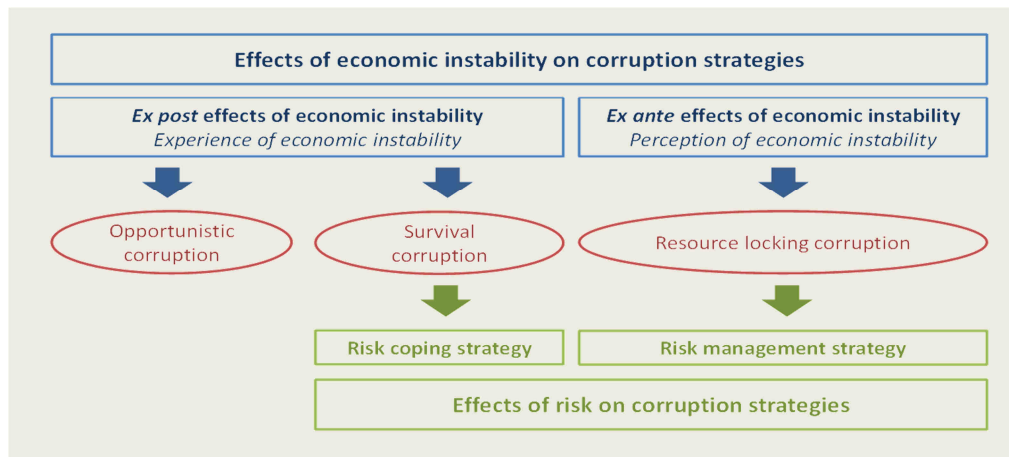 Effects of economic instability on corruption strategies
Ex post effects of economic instability
Experience of economic instability
Ex ante effects of economic instability
Perception of economic instability
Opportunistic
corruption
Survival
corruption
Resource locking corruption
Risk coping strategy
Risk management strategy
Effects of risk on corruption strategies